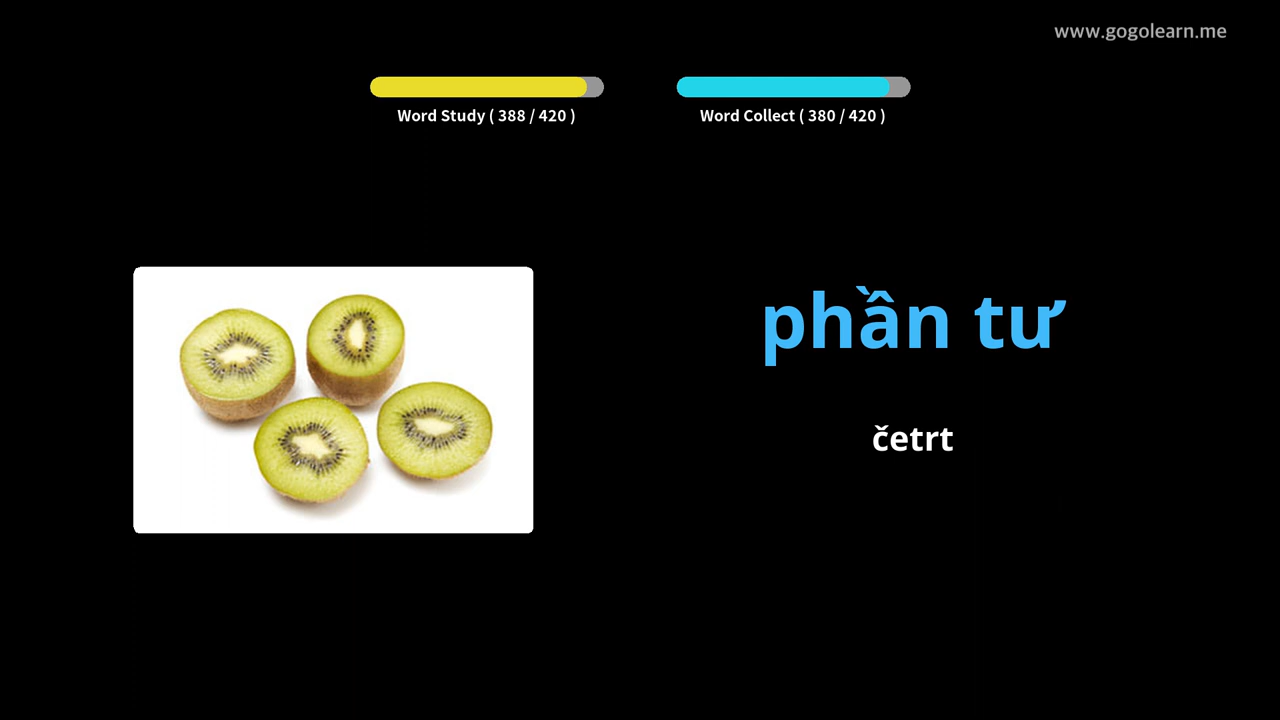 www.gogolearn.me
Word Study ( 388 / 420 )
Word Collect ( 380 / 420 )
phần tư
četrt